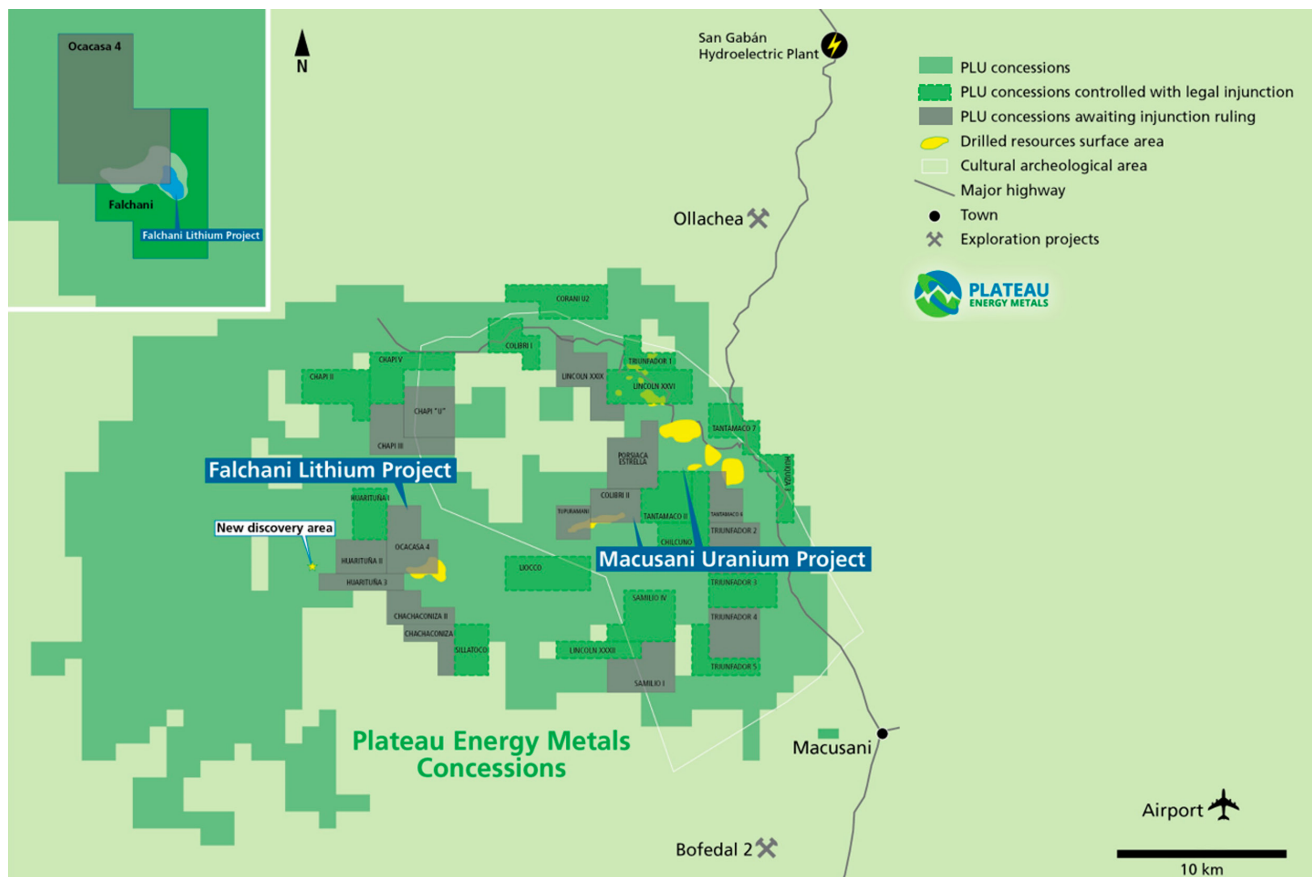 Ocacasa 4
Falchani
Falchani Lithium Project
N
San Gabán
Hydroelectric Plant
PLU concessions
PLU concessions controlled with legal injunction
PLU concessions awaiting injunction ruling
Drilled resources surface area
Cultural archeological area
Major highway
Town
Exploration projects
PLATEAU
ENERGY METALS
Ollachea
CORANI U2
COLIBRI I
CHAPI V
CHAPI II
LINCOLN XXIX
TRIUNFADOR 1
LINCOLN XXVI
CHAPI "U"
CHAPI III
TANTAMACO 7
PORSIACA
ESTRELLA
Falchani Lithium Project
HUARITUÑA I
COLIBRI II
TUPURAMANI
TANTAMACO II
TANTAMACO 4
New discovery area
OCACASA 4
CHILCUNO
TRIUNFADOR 2
HUARITUÑA II
Macusani Uranium Project
HUARITUÑA 3
TRIUNFADOR 3
SAMILIO IV
CHACHACONIZA II
TRIUNFADOR 4
CHACHACONIZA
SILLATOCO
LINCOLN XXXII
TRIUNFADOR 5
SAMILIO I
Plateau Energy Metals
Concessions
Macusani
Airport
Bofedal 2
10 km